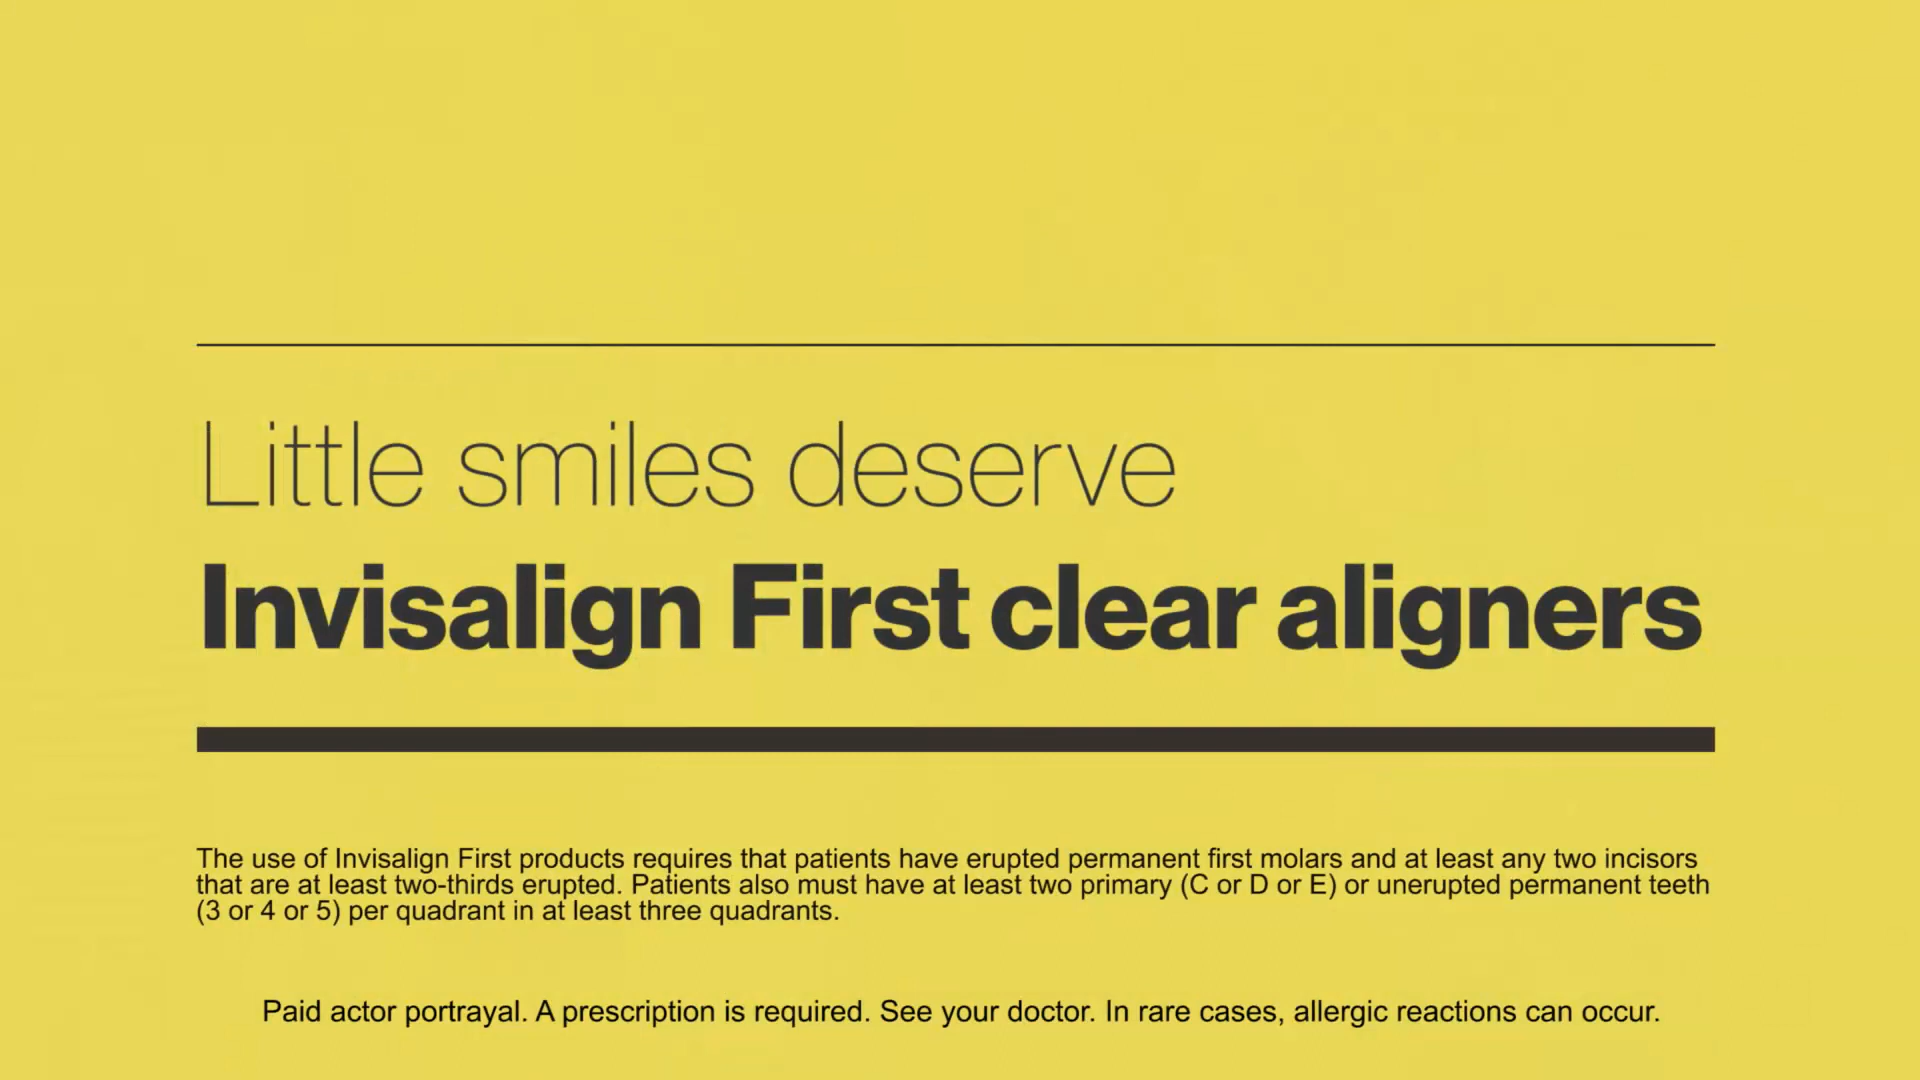 Little smiles deserve
Invisalign First clear aligners
The use of Invisalign First products requires that patients have erupted permanent first molars and at least any two incisors
that are at least two-thirds erupted. Patients also must have at least two primary (C or D or E) or unerupted permanent teeth
(3 or 4 or 5) per quadrant in at least three quadrants.
Paid actor portrayal. A prescription is required. See your doctor. In rare cases, allergic reactions can occur.